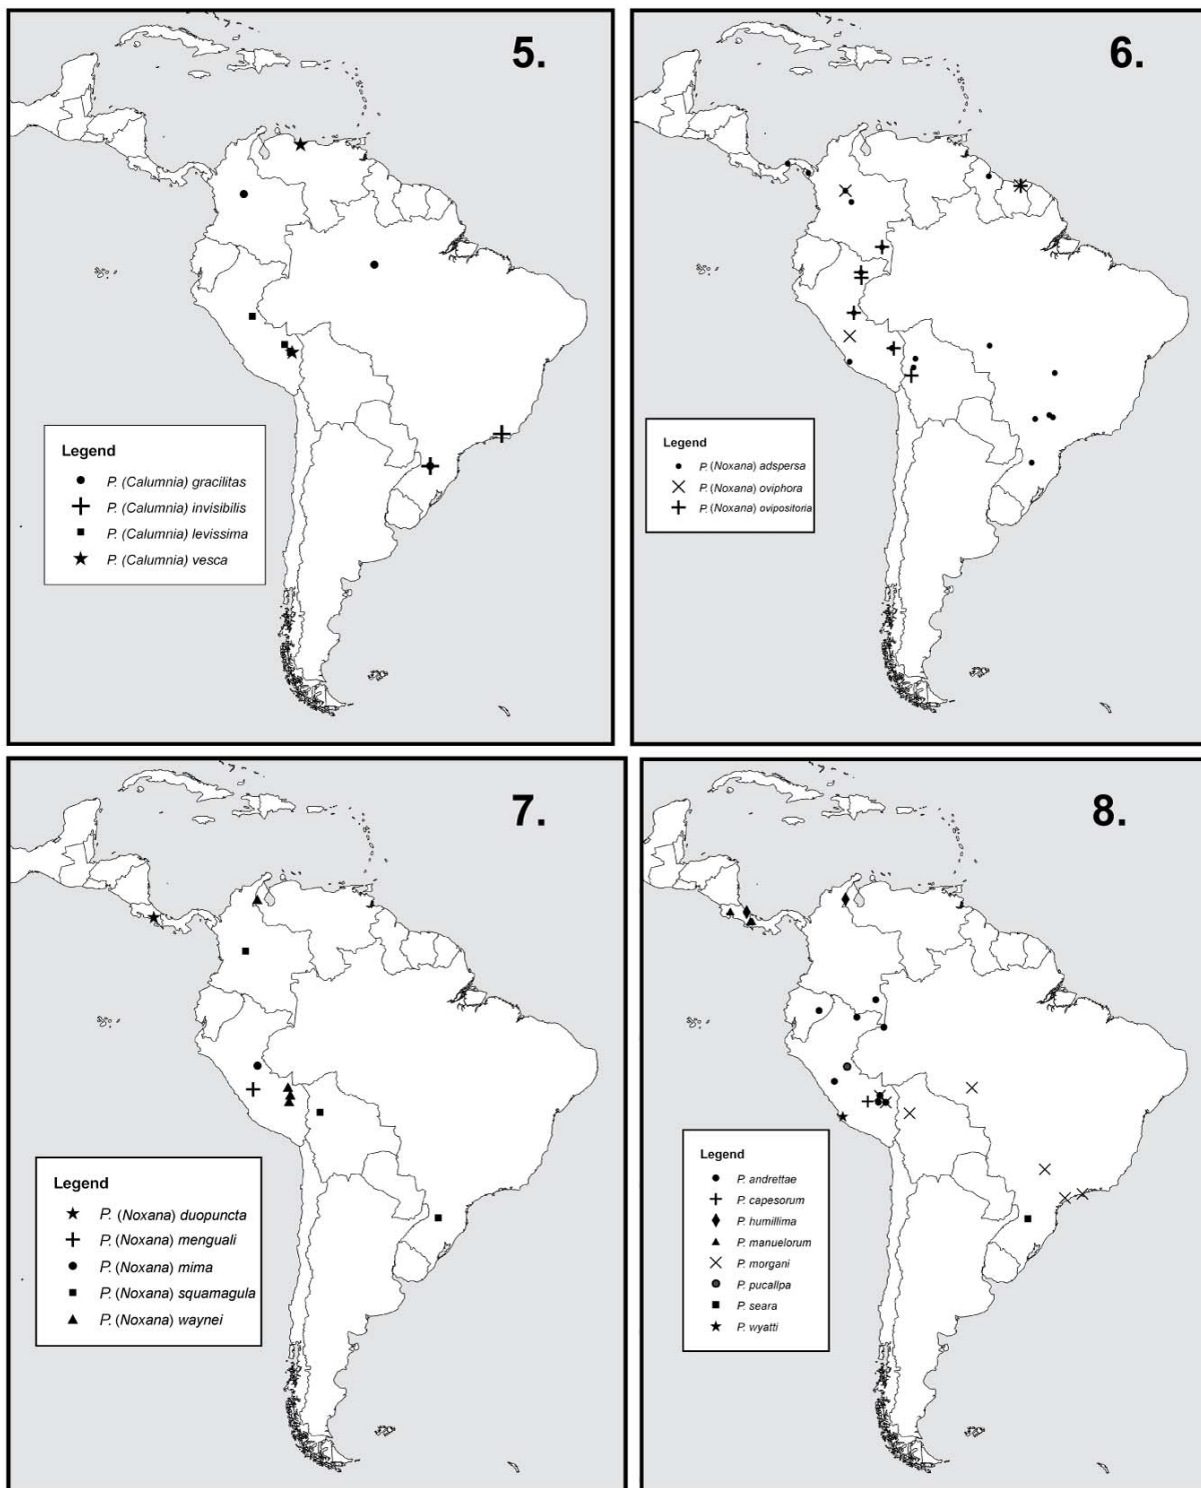 5.
Legend
P. (Calumnia) gracilitas
P. (Calumnia) invisibilis
P. (Calumnia) levissima
P. (Calumnia) vesca
6.
Legend
P. (Noxana) adspersa
P. (Noxana) oviphora
P. (Noxana) ovipositoria
7.
Legend
P. (Noxana) duopuncta
P. (Noxana) menguali
P. (Noxana) mima
P. (Noxana) squamagula
P. (Noxana) waynei
8.
Legend
P. andrettae
P. capesorum
P. humillima
P. manuelorum
P. morgani
P. pucallpa
P. seara
P. wyatti